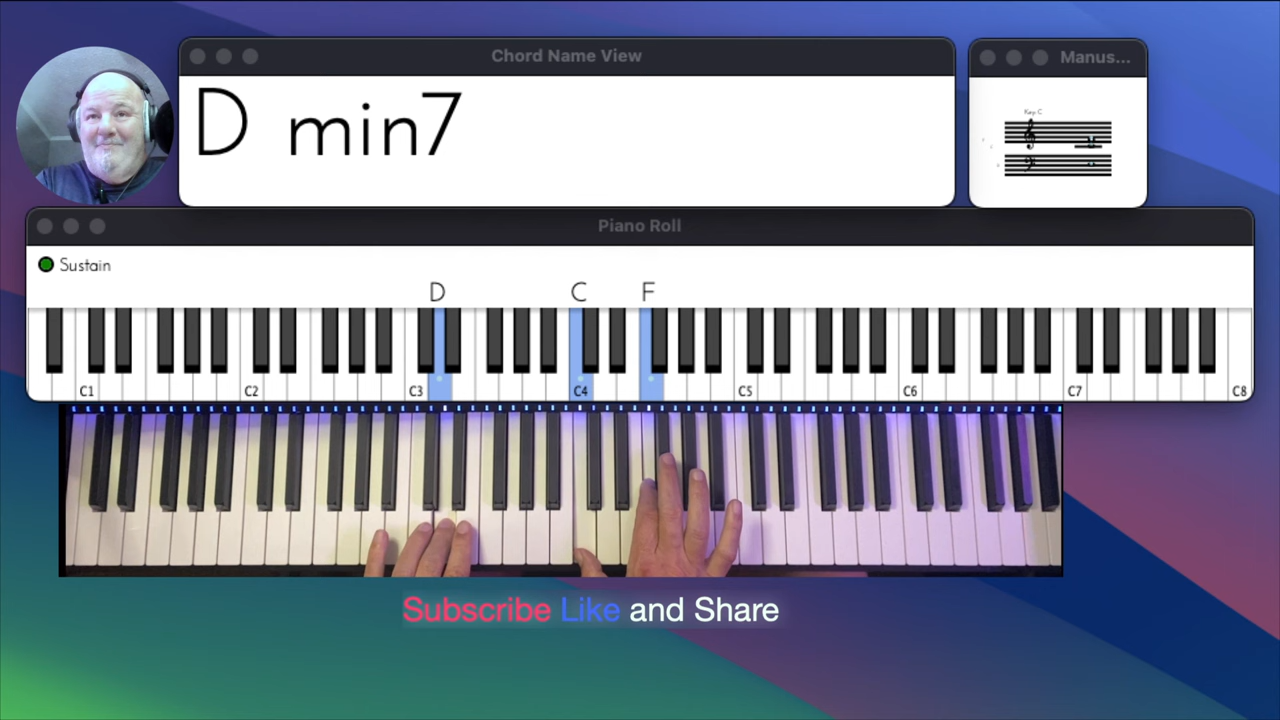 Chord Name View
Manus...
D min7
Key: C
Piano Roll
Sustain
D C F
C1 C2 C3 C4 C5 C6 C7 C8
Subscribe Like and Share